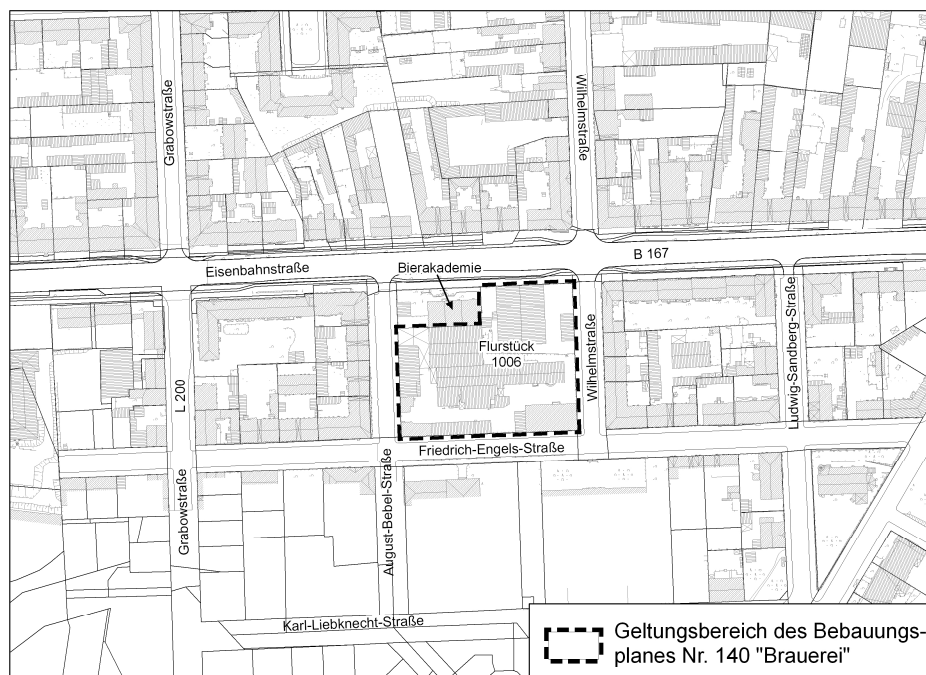 Grabowstraße
Wilhelmstraße
B 167
Eisenbahnstraße
Bierakademie
Flurstück
1006
Wilhelmstraße
Ludwig-Sandberg-Straße
L 200
Friedrich-Engels-Straße
Grabowstraße
August-Bebel-Straße
Karl-Liebknecht-Straße
Geltungsbereich des Bebauungs-
planes Nr. 140 "Brauerei"